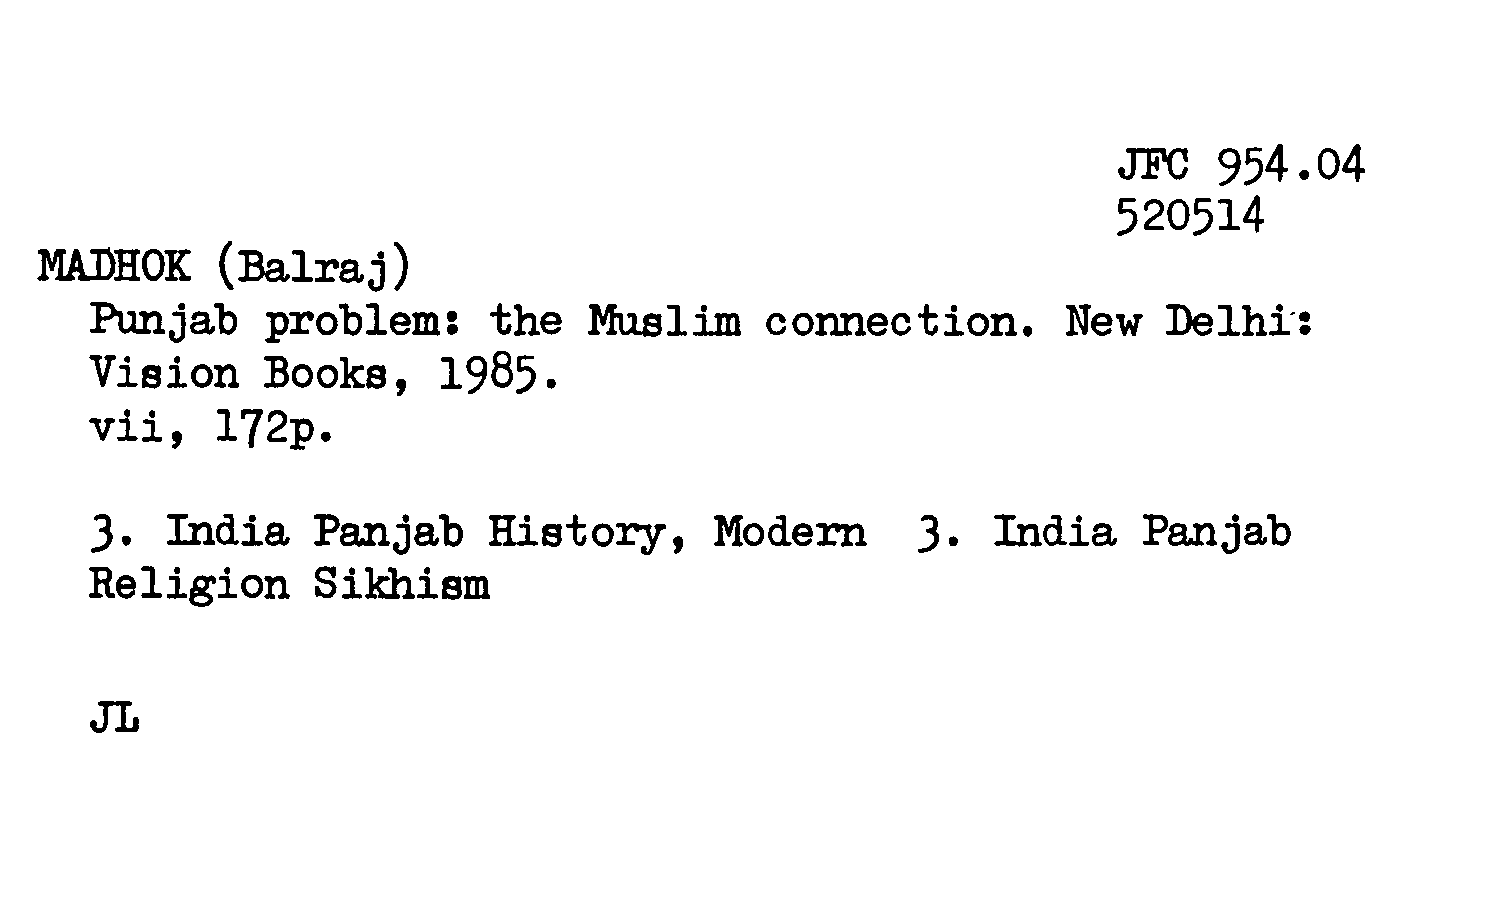 JFC 954.04
520514
MADHOK (Balraj)
Punjab problem: the Muslim connection. New Delhi:
Vision Books, 1985.
vii, 172p.
3. India Panjab History, Modern 3. India Panjab
Religion Sikhism
JL